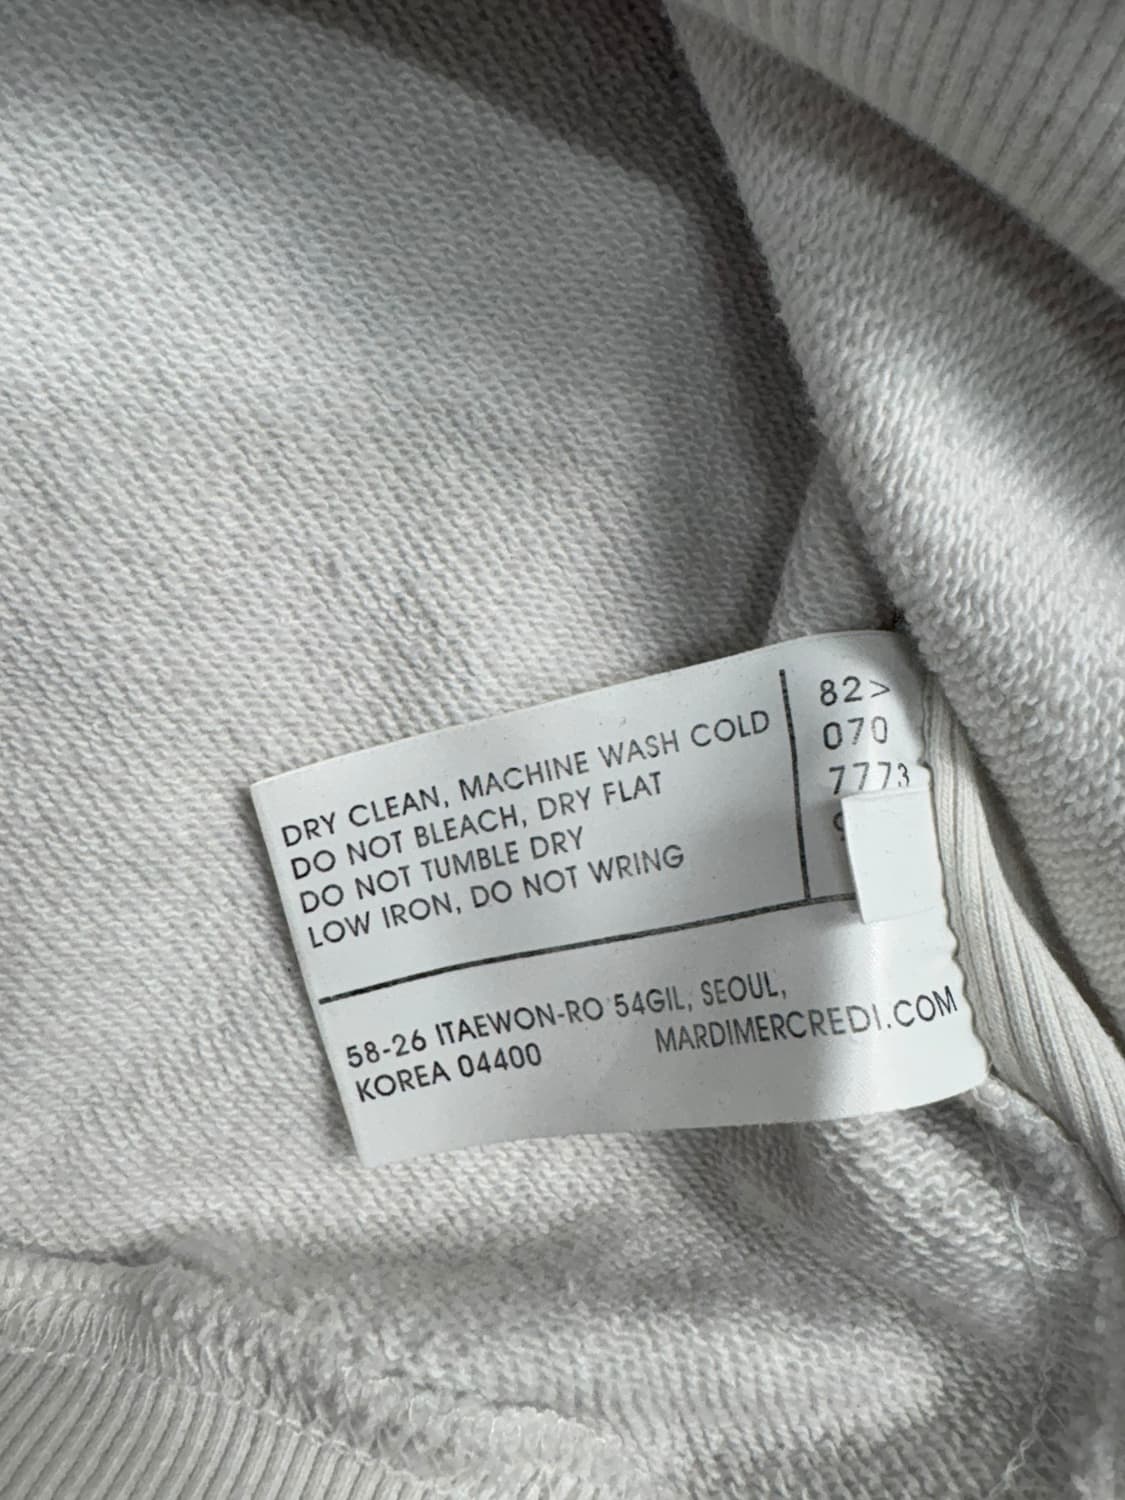 DRY CLEAN, MACHINE WASH COLD
DO NOT BLEACH, DRY FLAT
DO NOT TUMBLE DRY
LOW IRON, DO NOT WRING
82>
070
7773
58-26 ITAEWON-RO 54GIL, SEOUL,
KOREA 04400
MARDIMERCREDI.COM